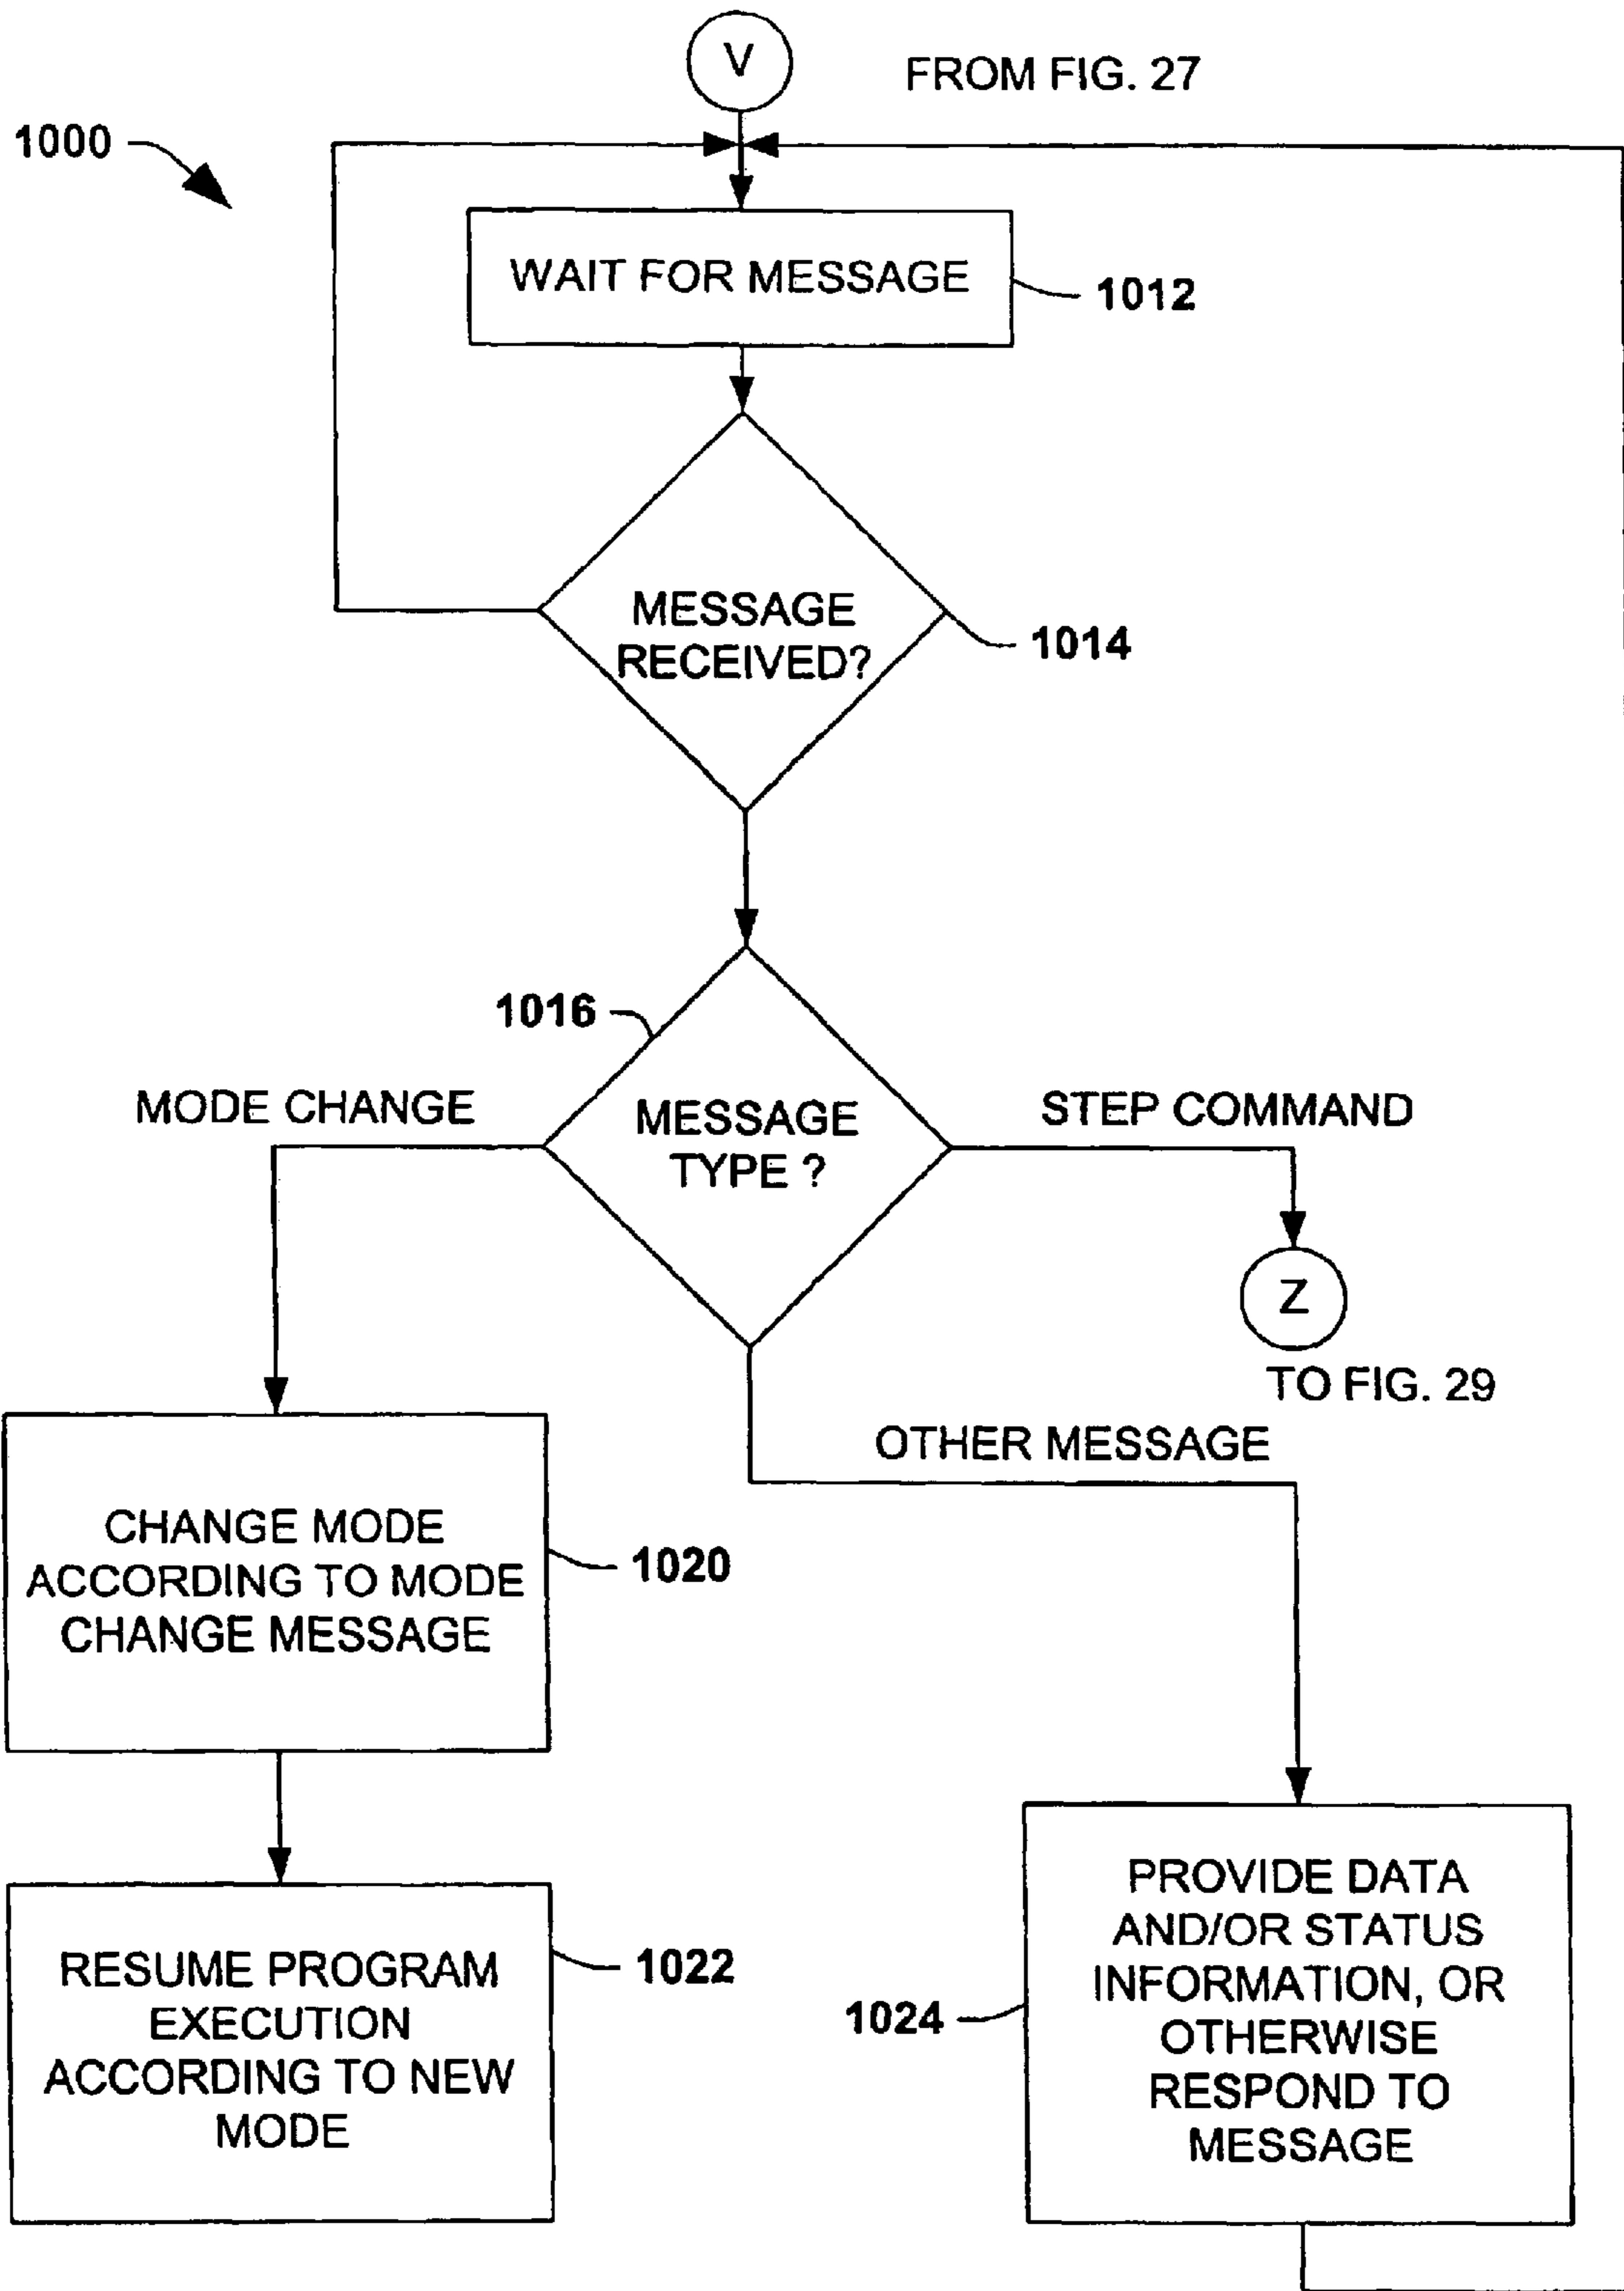 V
FROM FIG. 27
1000
WAIT FOR MESSAGE
1012
MESSAGE
RECEIVED?
1014
1016
MODE CHANGE
MESSAGE
TYPE ?
STEP COMMAND
Z
TO FIG. 29
OTHER MESSAGE
CHANGE MODE
ACCORDING TO MODE
CHANGE MESSAGE
1020
RESUME PROGRAM
EXECUTION
ACCORDING TO NEW
MODE
1022
PROVIDE DATA
AND/OR STATUS
INFORMATION, OR
OTHERWISE
RESPOND TO
MESSAGE
1024